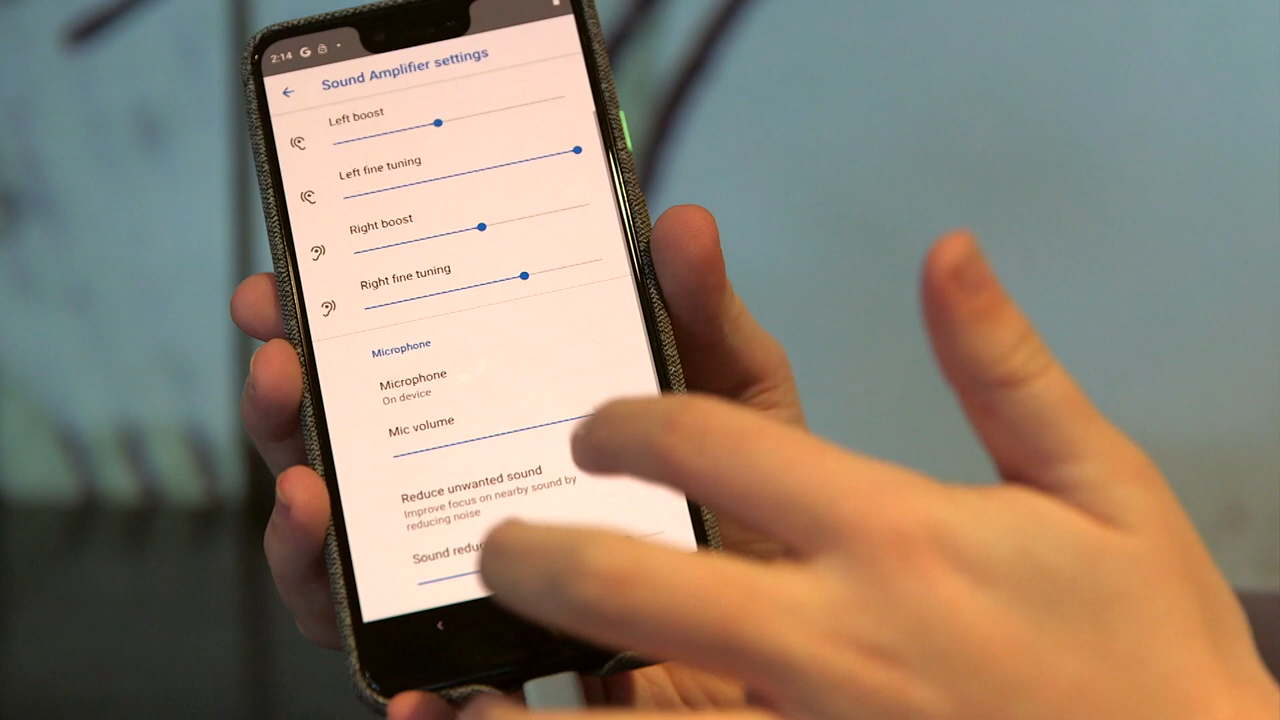 2:14 G
Sound Amplifier settings
Left boost
Left fine tuning
Right boost
Right fine tuning
Microphone
Microphone
On device
Mic volume
Reduce unwanted sound
Improve focus on nearby sound by
reducing noise
Sound